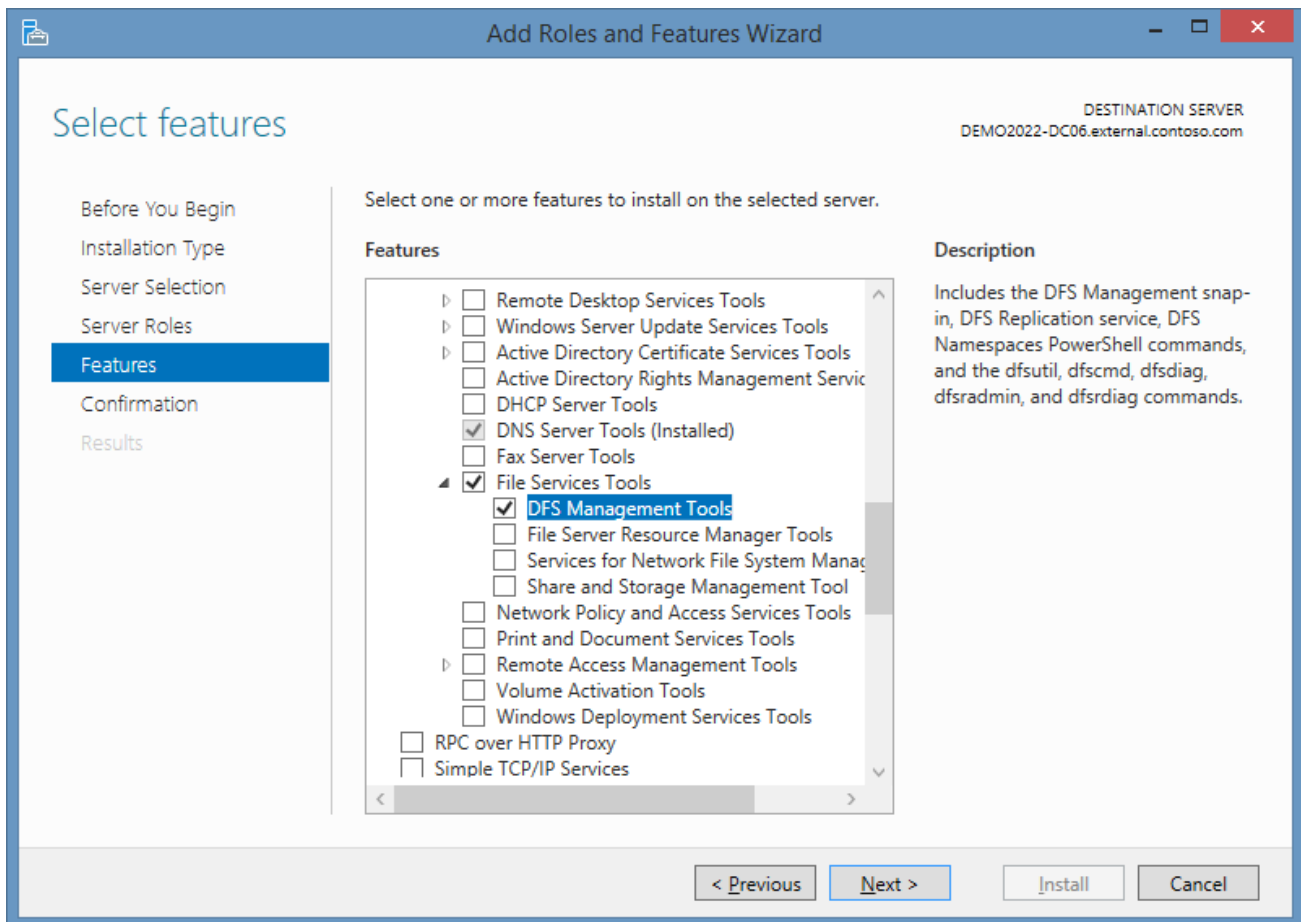 Add Roles and Features Wizard
Select features
DESTINATION SERVER
DEMO2022-DC06.external.contoso.com
Before You Begin
Installation Type
Server Selection
Server Roles
Features
Confirmation
Results
Select one or more features to install on the selected server.
Features
Remote Desktop Services Tools
Windows Server Update Services Tools
Active Directory Certificate Services Tools
Active Directory Rights Management Servic
DHCP Server Tools
DNS Server Tools (Installed)
Fax Server Tools
File Services Tools
DFS Management Tools
File Server Resource Manager Tools
Services for Network File System Manag
Share and Storage Management Tool
Network Policy and Access Services Tools
Print and Document Services Tools
Remote Access Management Tools
Volume Activation Tools
Windows Deployment Services Tools
RPC over HTTP Proxy
Simple TCP/IP Services
Description
Includes the DFS Management snap-
in, DFS Replication service, DFS
Namespaces PowerShell commands,
and the dfsutil, dfscmd, dfsdiag,
dfsradmin, and dfsrdiag commands.
< Previous
Next >
Install
Cancel